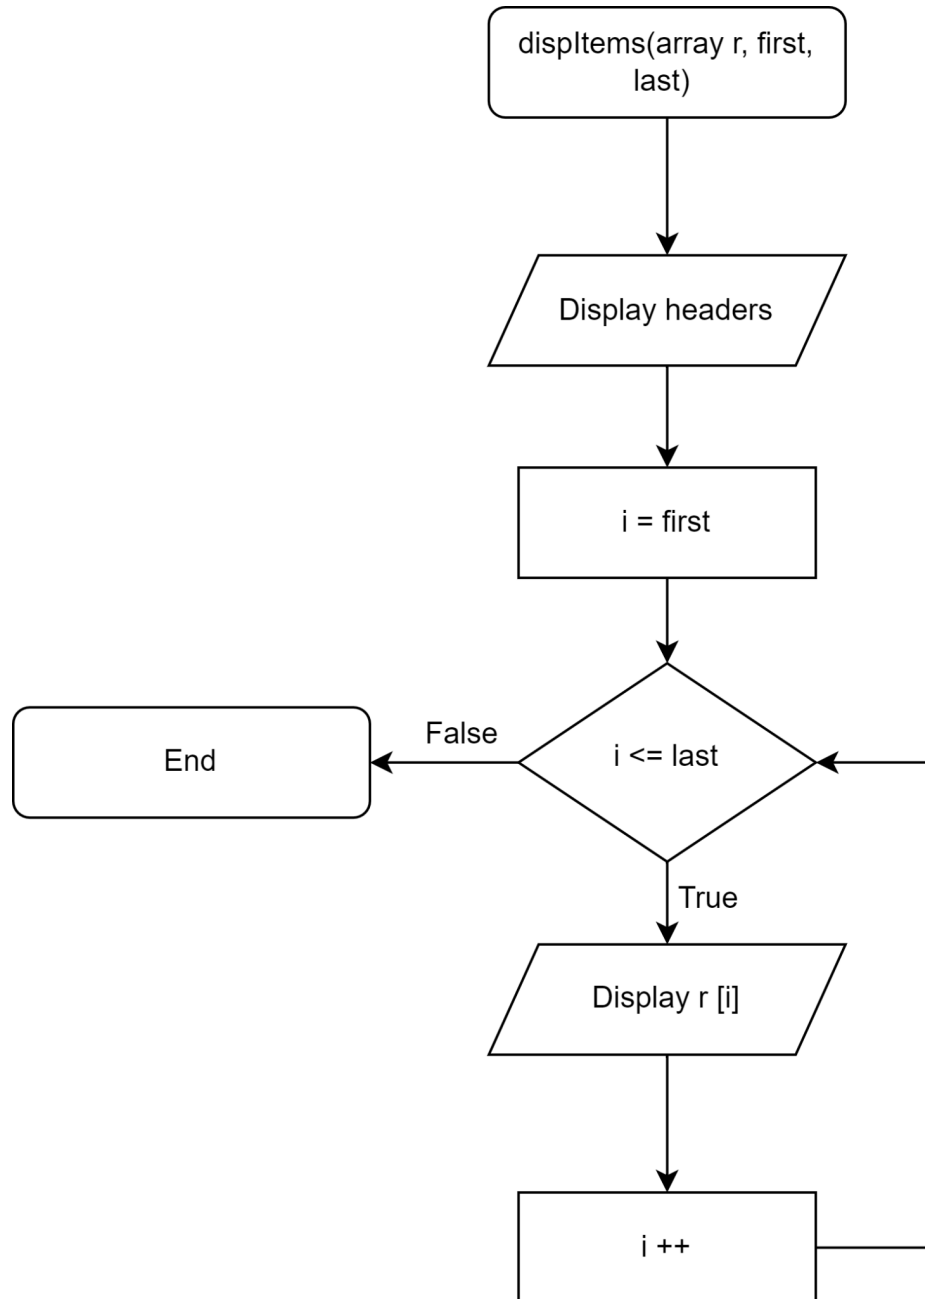 dispItems(array r, first,
last)
Display headers
i = first
i <= last
False
End
True
Display r [i]
i ++